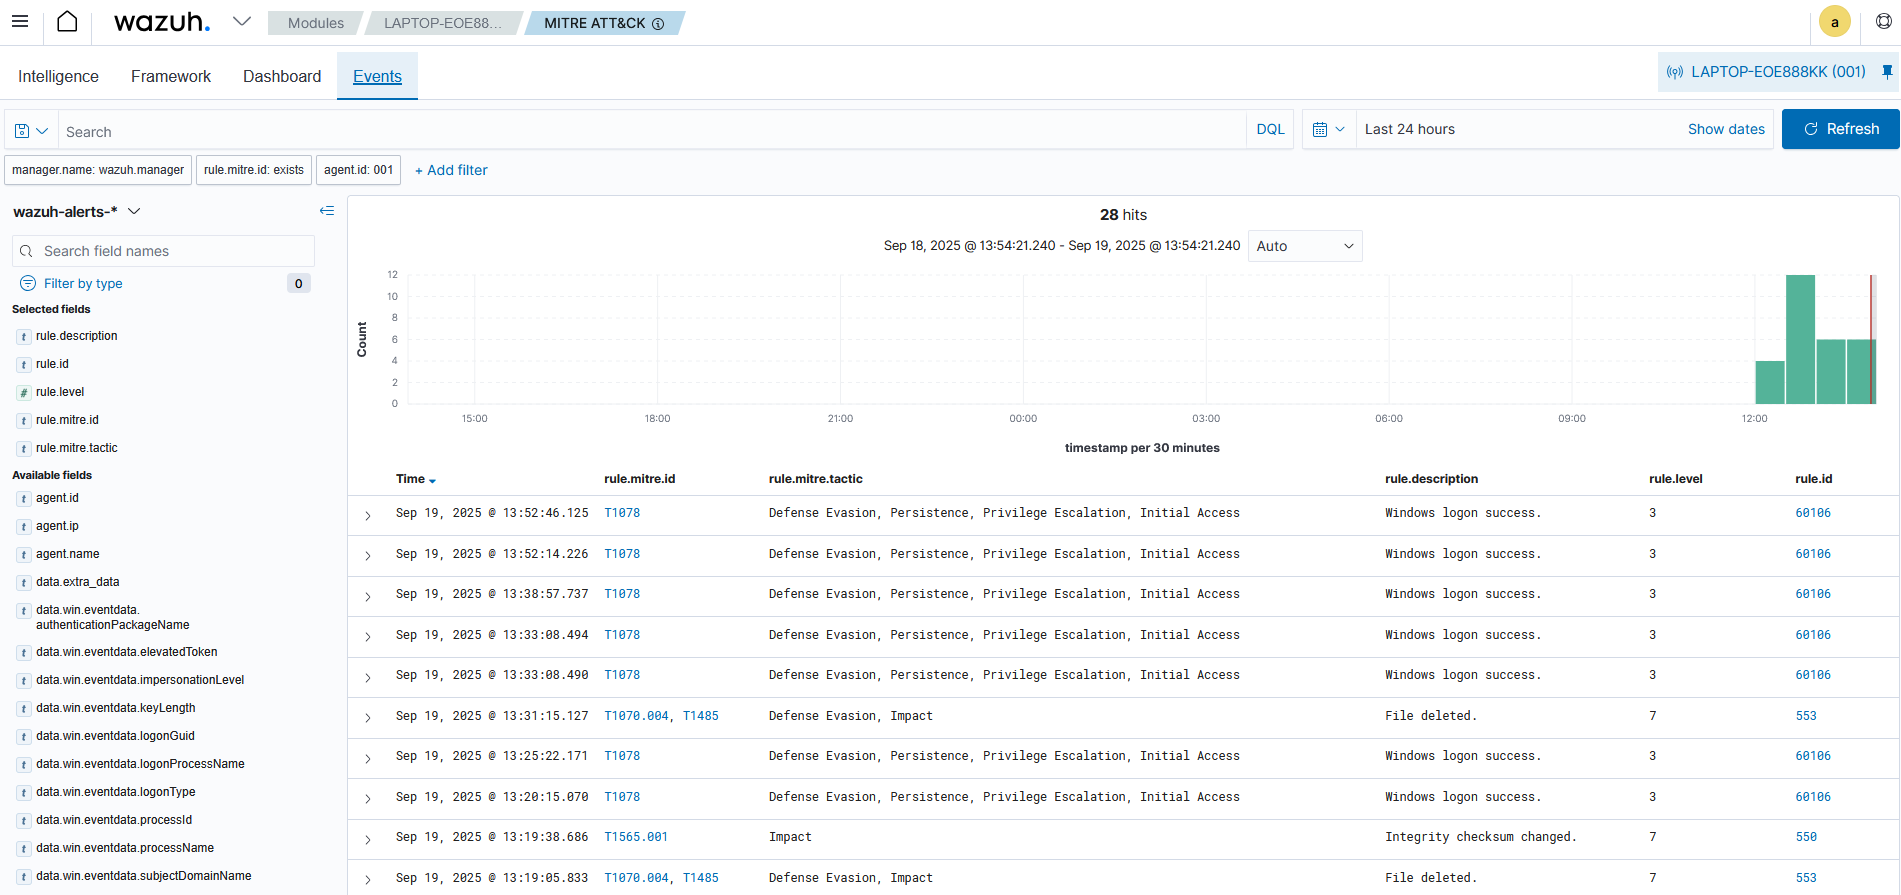 wazuh. Modules LAPTOP-EOE88... MITRE ATT&CK a
Intelligence Framework Dashboard Events LAPTOP-EOE888KK (001)
Search DQL Last 24 hours Show dates Refresh
manager.name: wazuh.manager rule.mitre.id: exists agent.id: 001 + Add filter
wazuh-alerts-*
Search field names
Filter by type 0
Selected fields
t rule.description
t rule.id
# rule.level
t rule.mitre.id
t rule.mitre.tactic
Available fields
t agent.id
t agent.ip
t agent.name
t data.extra_data
t data.win.eventdata.
authenticationPackageName
t data.win.eventdata.elevatedToken
t data.win.eventdata.impersonationLevel
t data.win.eventdata.keyLength
t data.win.eventdata.logonGuid
t data.win.eventdata.logonProcessName
t data.win.eventdata.logonType
t data.win.eventdata.processId
t data.win.eventdata.processName
t data.win.eventdata.subjectDomainName
28 hits
Sep 18, 2025 @ 13:54:21.240 - Sep 19, 2025 @ 13:54:21.240 Auto
Count
12
10
8
6
4
2
0
15:00 18:00 21:00 00:00 03:00 06:00 09:00 12:00
timestamp per 30 minutes
Time rule.mitre.id rule.mitre.tactic rule.description rule.level rule.id
Sep 19, 2025 @ 13:52:46.125 T1078 Defense Evasion, Persistence, Privilege Escalation, Initial Access Windows logon success. 3 60106
Sep 19, 2025 @ 13:52:14.226 T1078 Defense Evasion, Persistence, Privilege Escalation, Initial Access Windows logon success. 3 60106
Sep 19, 2025 @ 13:38:57.737 T1078 Defense Evasion, Persistence, Privilege Escalation, Initial Access Windows logon success. 3 60106
Sep 19, 2025 @ 13:33:08.494 T1078 Defense Evasion, Persistence, Privilege Escalation, Initial Access Windows logon success. 3 60106
Sep 19, 2025 @ 13:33:08.490 T1078 Defense Evasion, Persistence, Privilege Escalation, Initial Access Windows logon success. 3 60106
Sep 19, 2025 @ 13:31:15.127 T1070.004, T1485 Defense Evasion, Impact File deleted. 7 553
Sep 19, 2025 @ 13:25:22.171 T1078 Defense Evasion, Persistence, Privilege Escalation, Initial Access Windows logon success. 3 60106
Sep 19, 2025 @ 13:20:15.070 T1078 Defense Evasion, Persistence, Privilege Escalation, Initial Access Windows logon success. 3 60106
Sep 19, 2025 @ 13:19:38.686 T1565.001 Impact Integrity checksum changed. 7 550
Sep 19, 2025 @ 13:19:05.833 T1070.004, T1485 Defense Evasion, Impact File deleted. 7 553